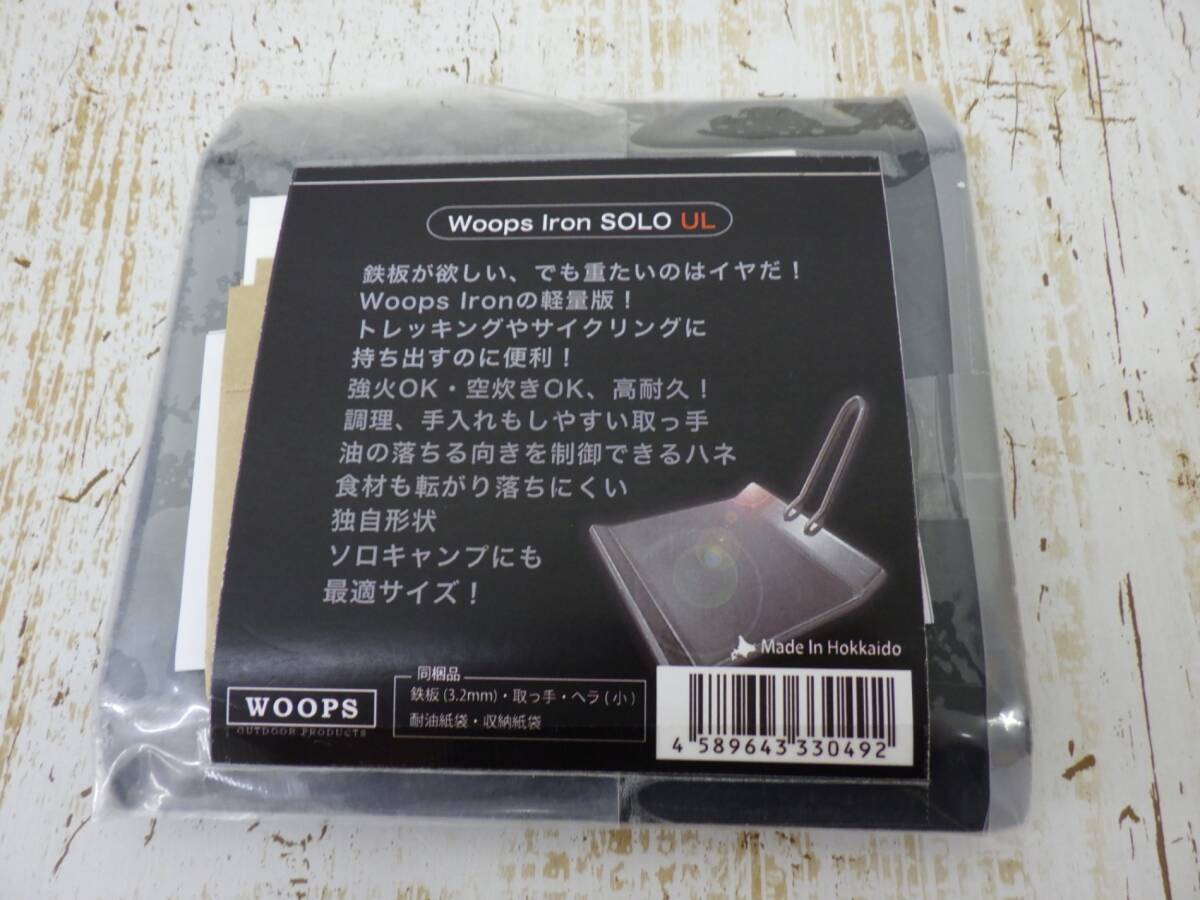 Woops Iron SOLO UL
鉄板が欲しい、でも重たいのはイヤだ！
Woops Ironの軽量版！
トレッキングやサイクリングに
持ち出すのに便利！
強火OK・空炊きOK、高耐久！
調理、手入れもしやすい取っ手
油の落ちる向きを制御できるハネ
食材も転がり落ちにくい
独自形状
ソロキャンプにも
最適サイズ！
Made In Hokkaido
WOOPS
OUTDOOR PRODUCTS
同梱品
鉄板(3.2mm)・取っ手・ヘラ(小)
耐油紙袋・収納紙袋
4 589643 330492